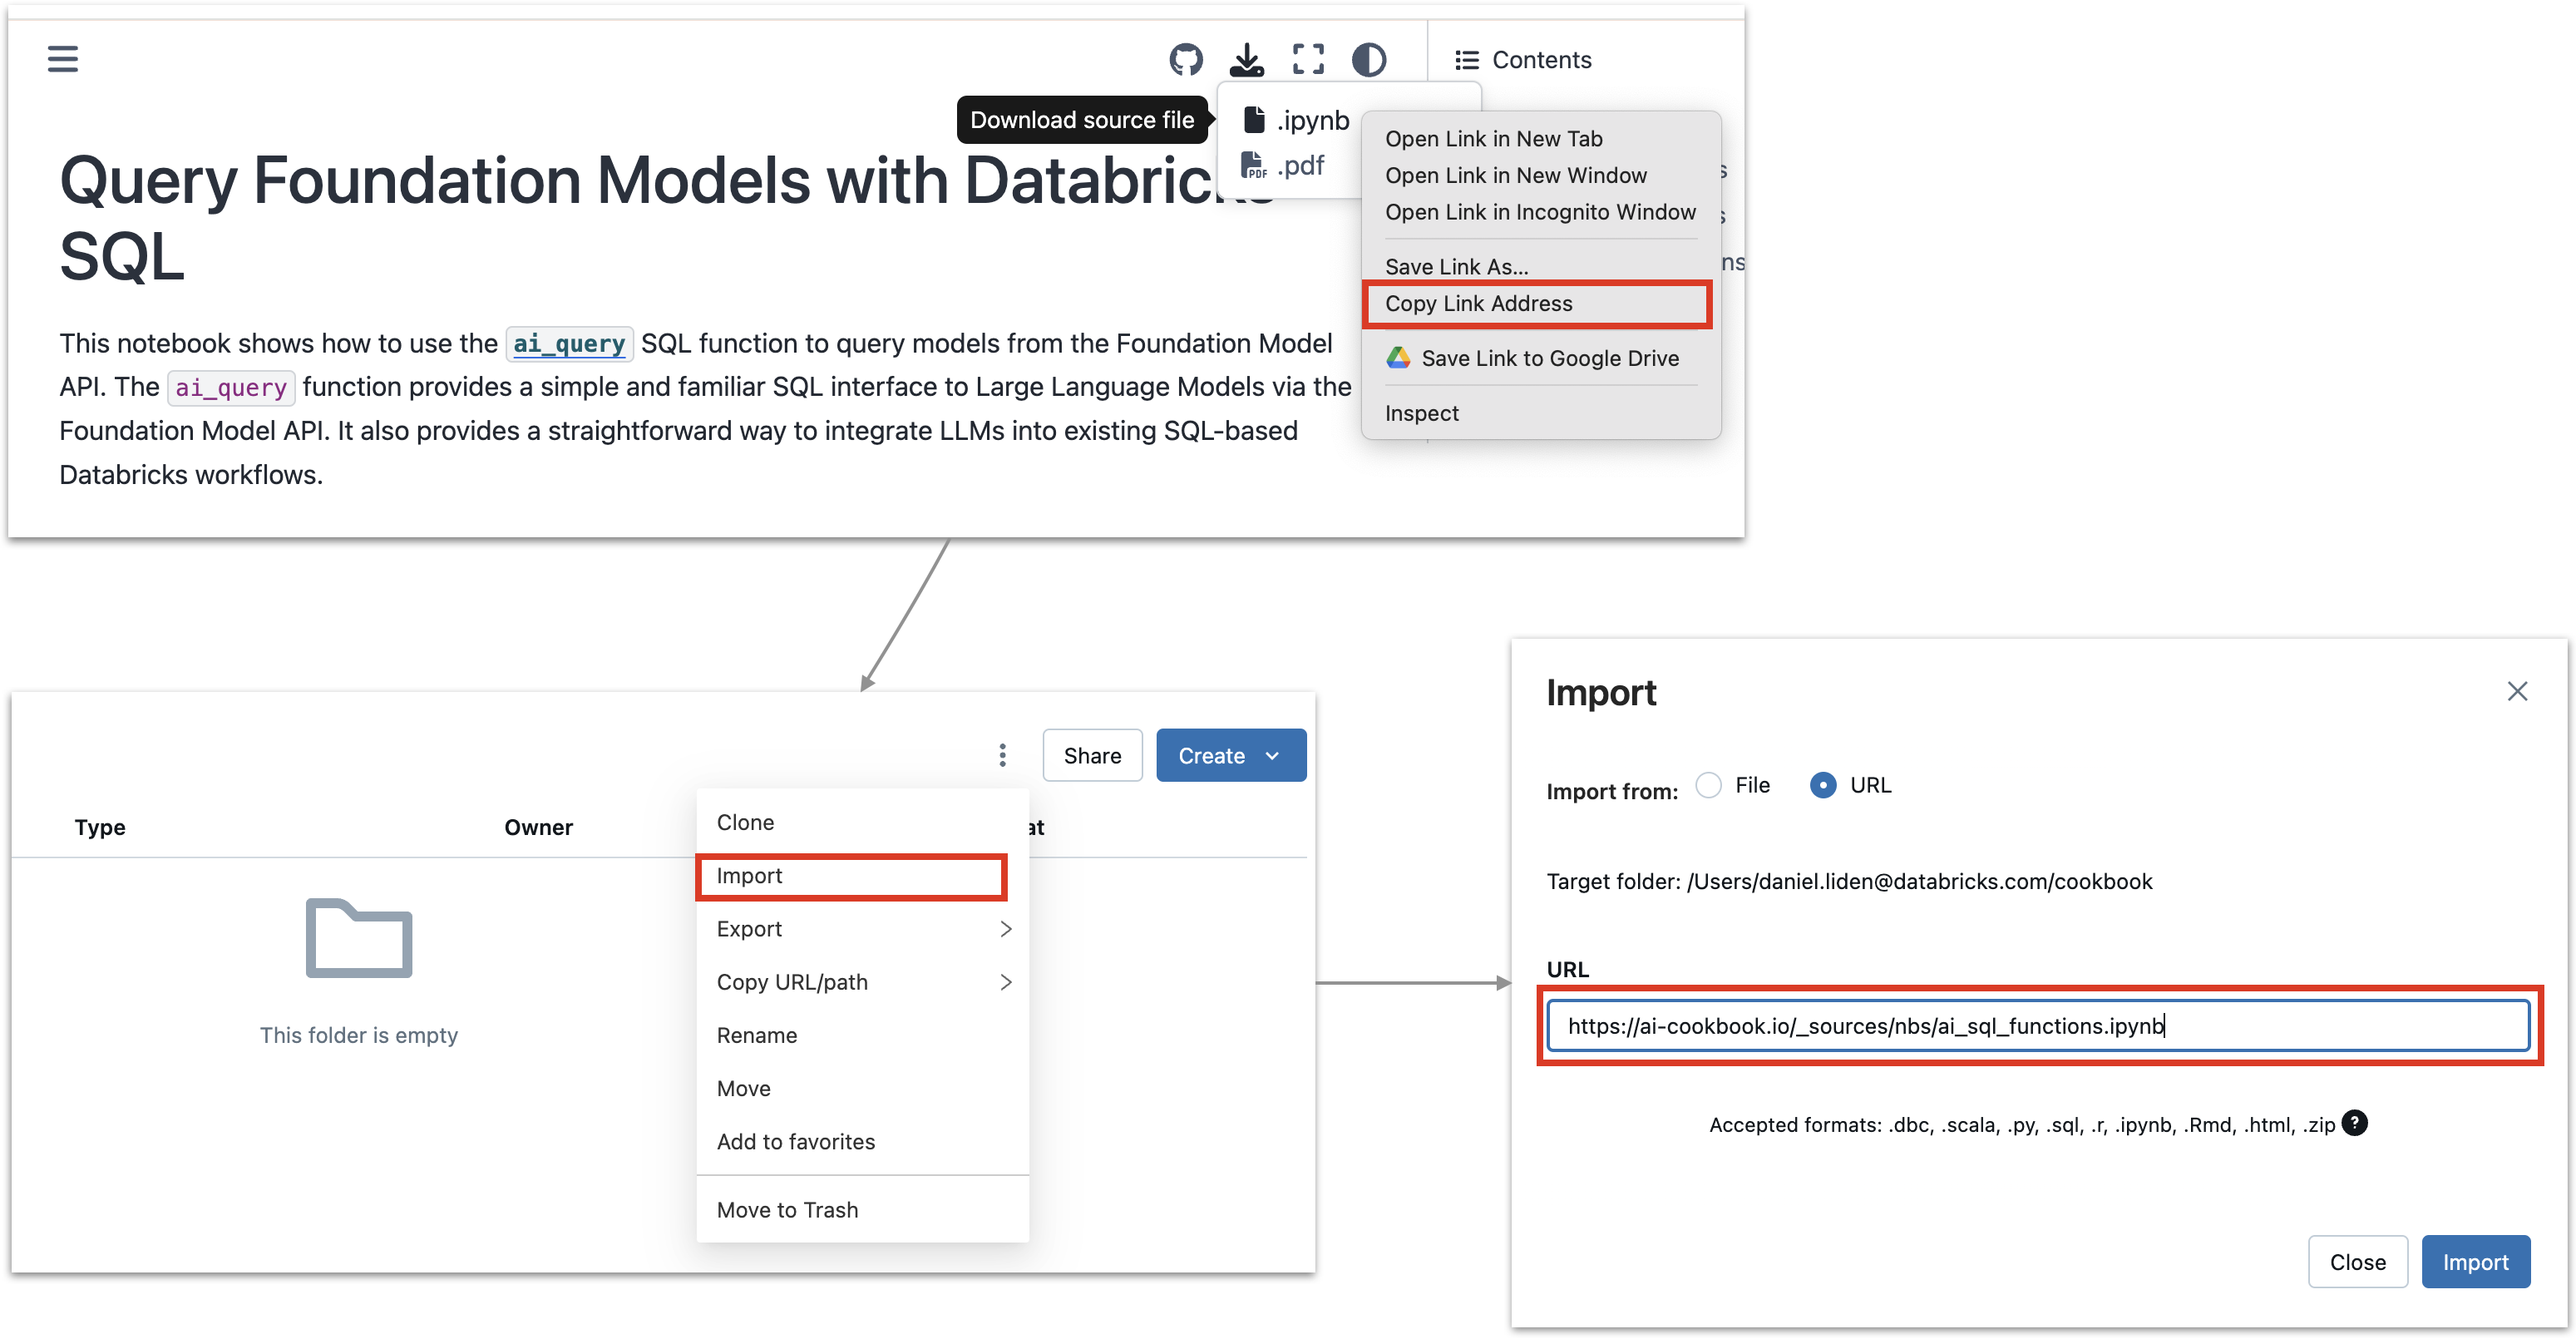 Contents
Download source file
.ipynb
.pdf
Query Foundation Models with Databricks
SQL
This notebook shows how to use the ai_query SQL function to query models from the Foundation Model
API. The ai_query function provides a simple and familiar SQL interface to Large Language Models via the
Foundation Model API. It also provides a straightforward way to integrate LLMs into existing SQL-based
Databricks workflows.
Open Link in New Tab
Open Link in New Window
Open Link in Incognito Window
Save Link As...
Copy Link Address
Save Link to Google Drive
Inspect
Share
Create
Type
Owner
at
This folder is empty
Clone
Import
Export
Copy URL/path
Rename
Move
Add to favorites
Move to Trash
Import
Import from: File URL
Target folder: /Users/daniel.liden@databricks.com/cookbook
URL
https://ai-cookbook.io/_sources/nbs/ai_sql_functions.ipynb
Accepted formats: .dbc, .scala, .py, .sql, .r, .ipynb, .Rmd, .html, .zip ?
Close
Import